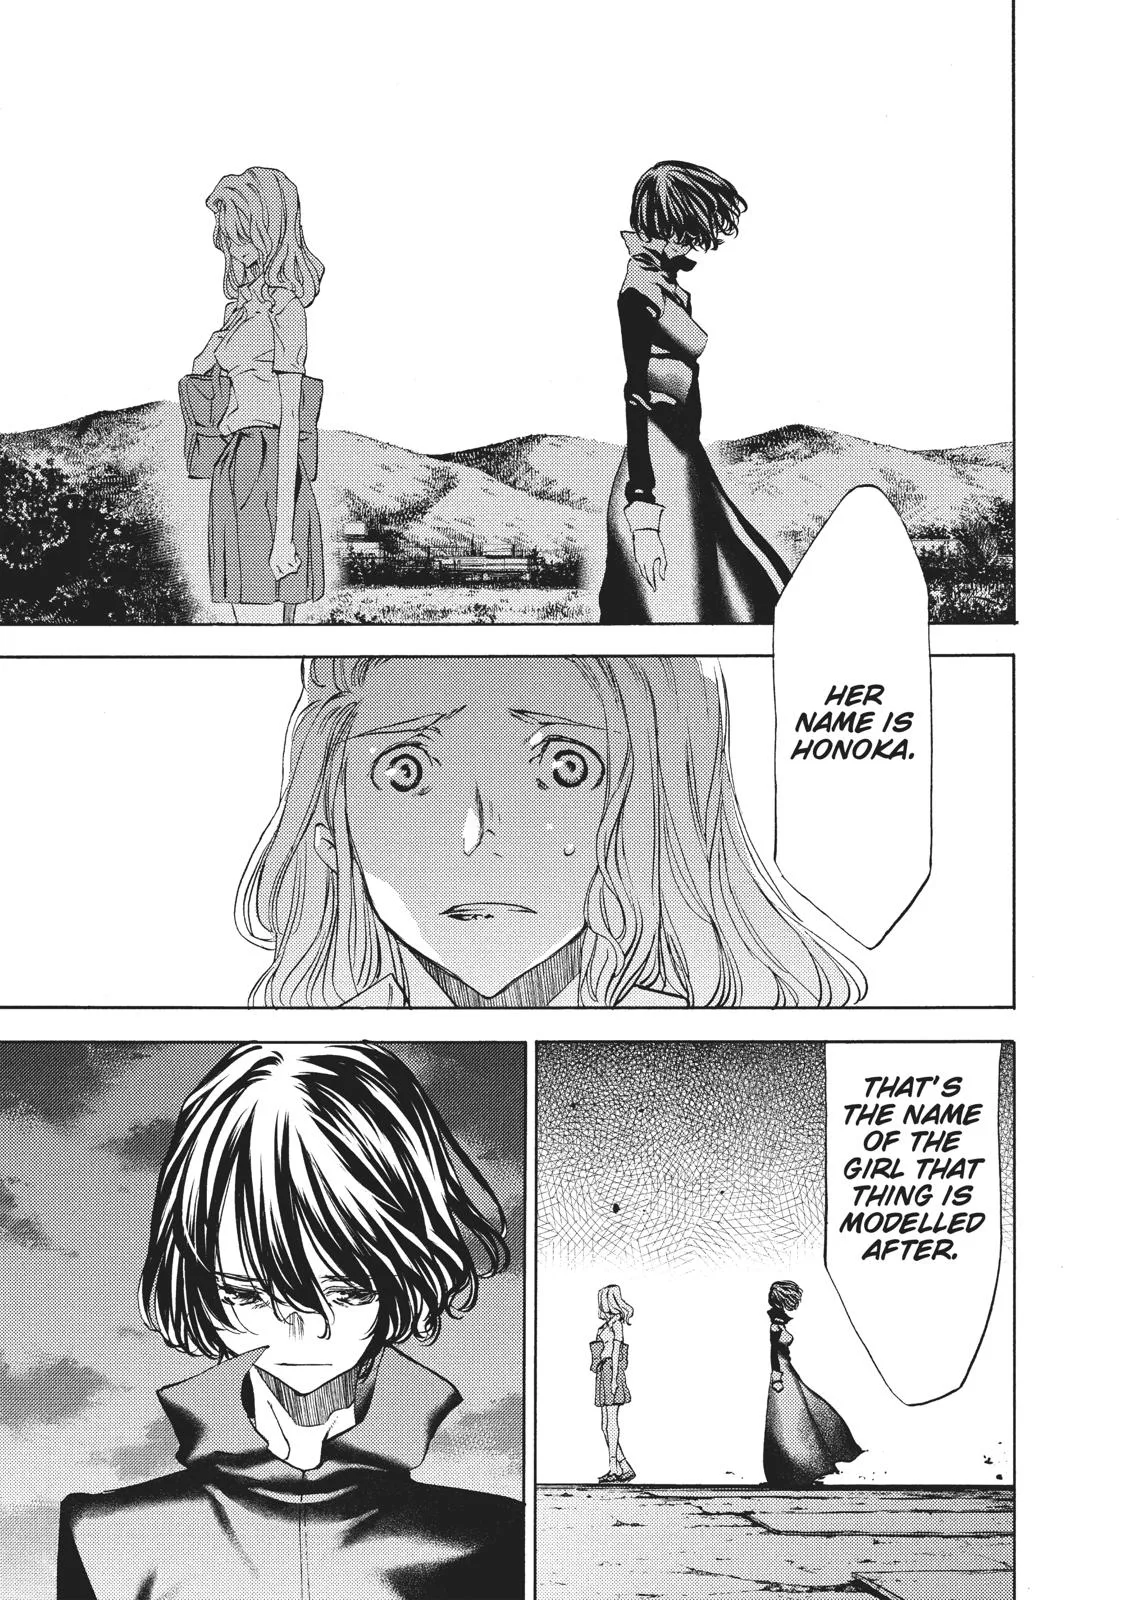 HER
NAME IS
HONOKA.
THAT'S
THE NAME
OF THE
GIRL THAT
THING IS
MODELLED
AFTER.